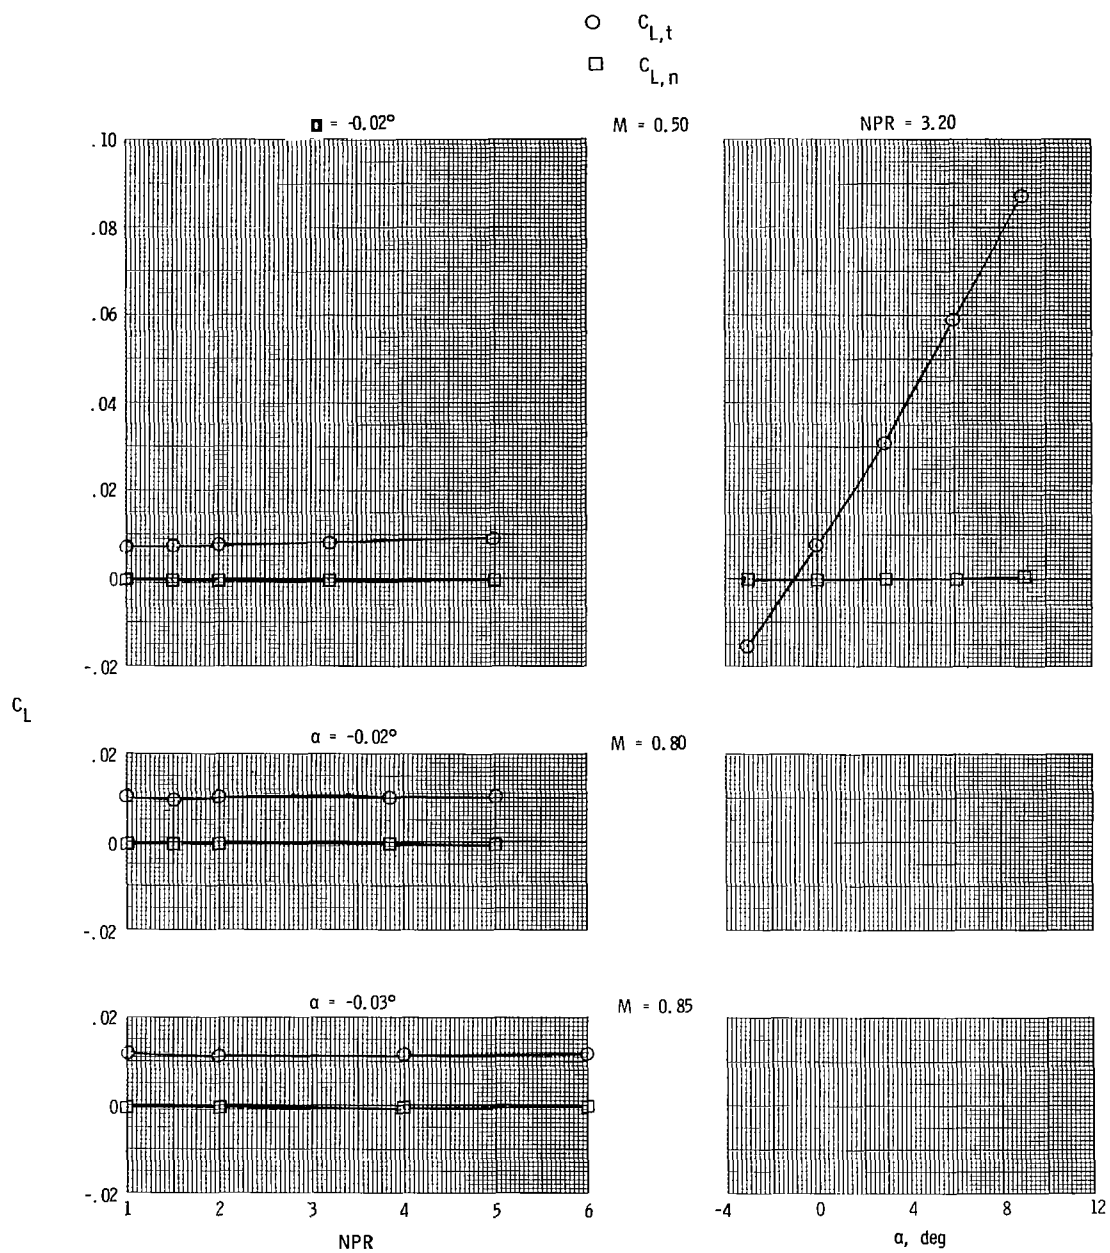 C_L,t
C_L,n
= -0.02° M = 0.50 NPR = 3.20
.10
.08
.06
.04
.02
0
-.02
C_L
α = -0.02° M = 0.80
.02
0
-.02
α = -0.03° M = 0.85
.02
0
-.02
1 2 3 4 5 6 -4 0 4 8 12
NPR α, deg